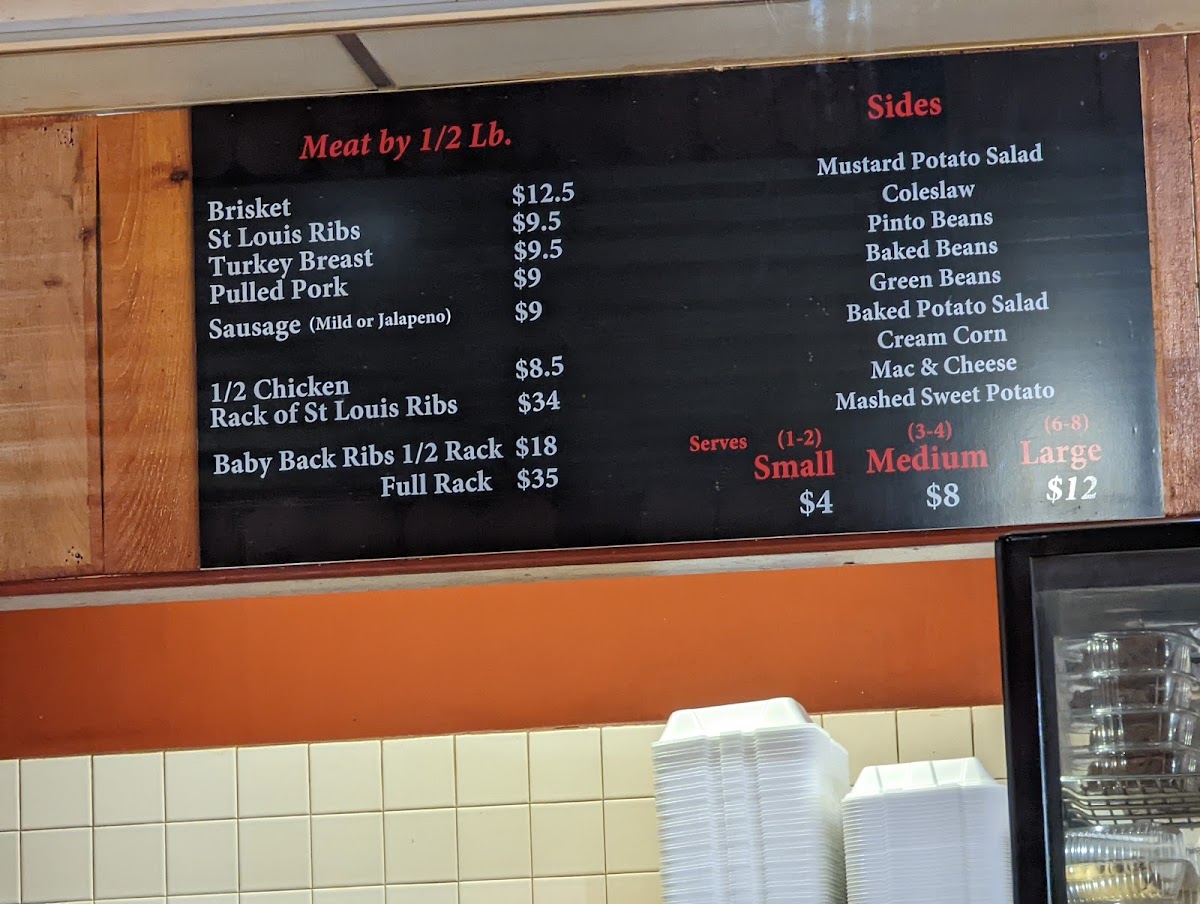 Meat by 1/2 Lb.
Brisket $12.5
St Louis Ribs $9.5
Turkey Breast $9.5
Pulled Pork $9
Sausage (Mild or Jalapeno) $9
1/2 Chicken $8.5
Rack of St Louis Ribs $34
Baby Back Ribs 1/2 Rack $18
Full Rack $35
Sides
Mustard Potato Salad
Coleslaw
Pinto Beans
Baked Beans
Green Beans
Baked Potato Salad
Cream Corn
Mac & Cheese
Mashed Sweet Potato
Serves (1-2) (3-4) (6-8)
Small Medium Large
$4 $8 $12